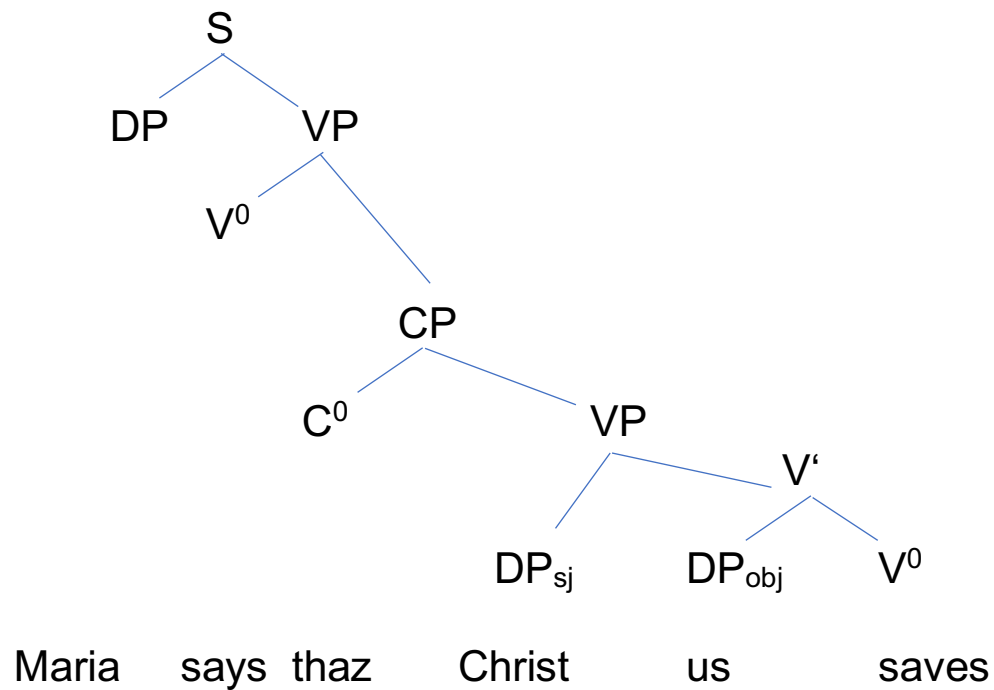 S
DP VP
V⁰
CP
C⁰ VP
V‘
DPsj DPobj V⁰
Maria says thaz Christ us saves